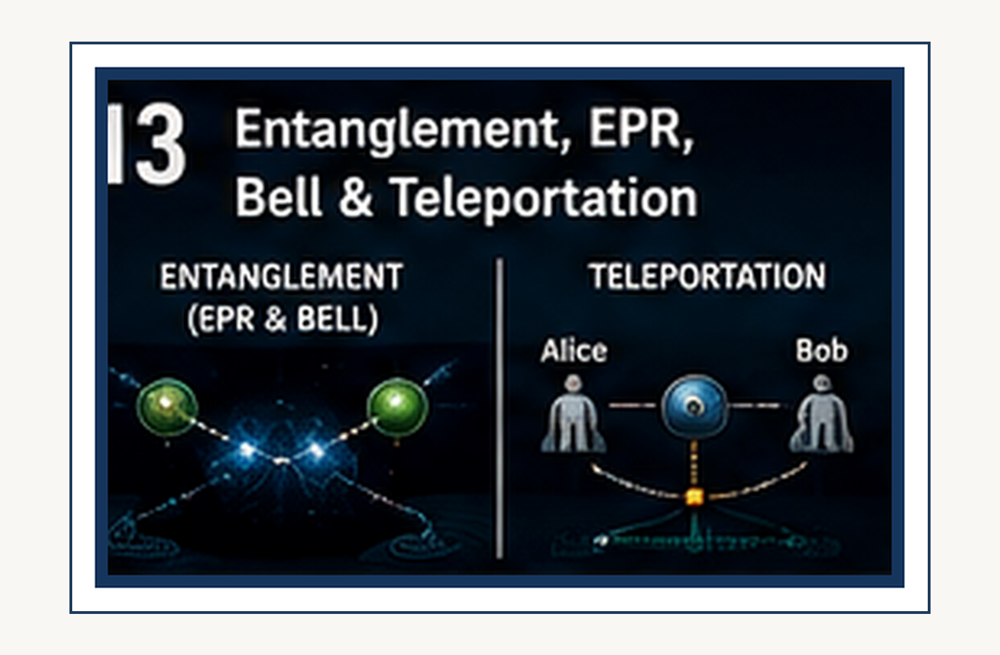 13
Entanglement, EPR,
Bell & Teleportation
ENTANGLEMENT
(EPR & BELL)
TELEPORTATION
Alice
Bob